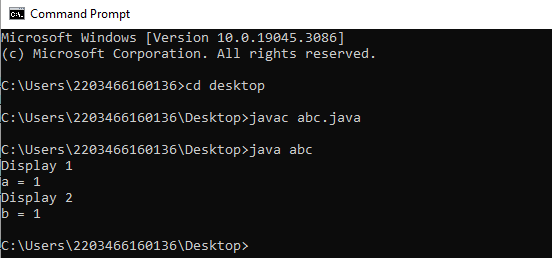 Command Prompt
Microsoft Windows [Version 10.0.19045.3086]
(c) Microsoft Corporation. All rights reserved.
C:\Users\2203466160136>cd desktop
C:\Users\2203466160136\Desktop>javac abc.java
C:\Users\2203466160136\Desktop>java abc
Display 1
a = 1
Display 2
b = 1
C:\Users\2203466160136\Desktop>